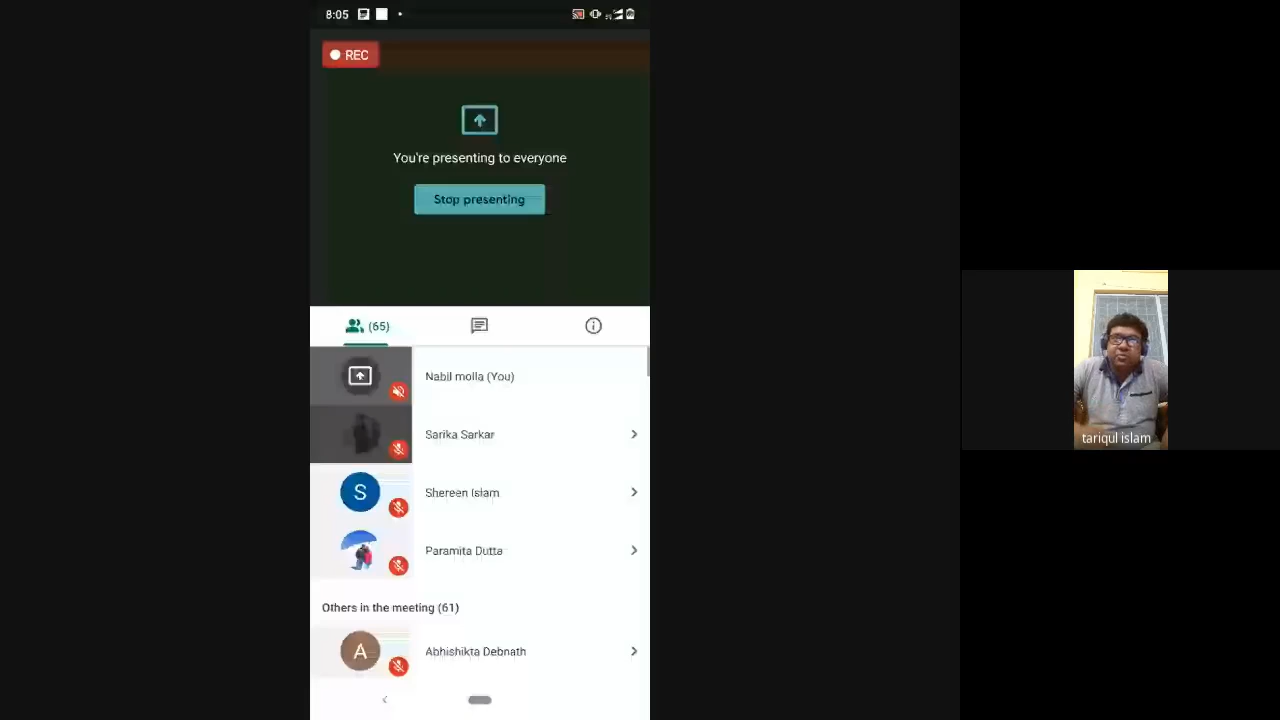 8:05
REC
You're presenting to everyone
Stop presenting
(65)
Nabil molla (You)
Sarika Sarkar
S
Shereen Islam
Paramita Dutta
Others in the meeting (61)
A
Abhishikta Debnath
tariqul islam